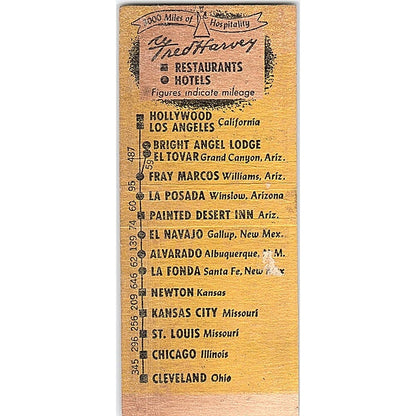 3000 Miles of Hospitality
Fred Harvey
RESTAURANTS
HOTELS
Figures indicate mileage
HOLLYWOOD
LOS ANGELES California
BRIGHT ANGEL LODGE
EL TOVAR Grand Canyon, Ariz.
FRAY MARCOS Williams, Ariz.
LA POSADA Winslow, Arizona
PAINTED DESERT INN Ariz.
EL NAVAJO Gallup, New Mex.
ALVARADO Albuquerque, N. M.
LA FONDA Santa Fe, New Mex
NEWTON Kansas
KANSAS CITY Missouri
ST. LOUIS Missouri
CHICAGO Illinois
CLEVELAND Ohio
345 296 256 209 646 62 139 74 60 95 487
59